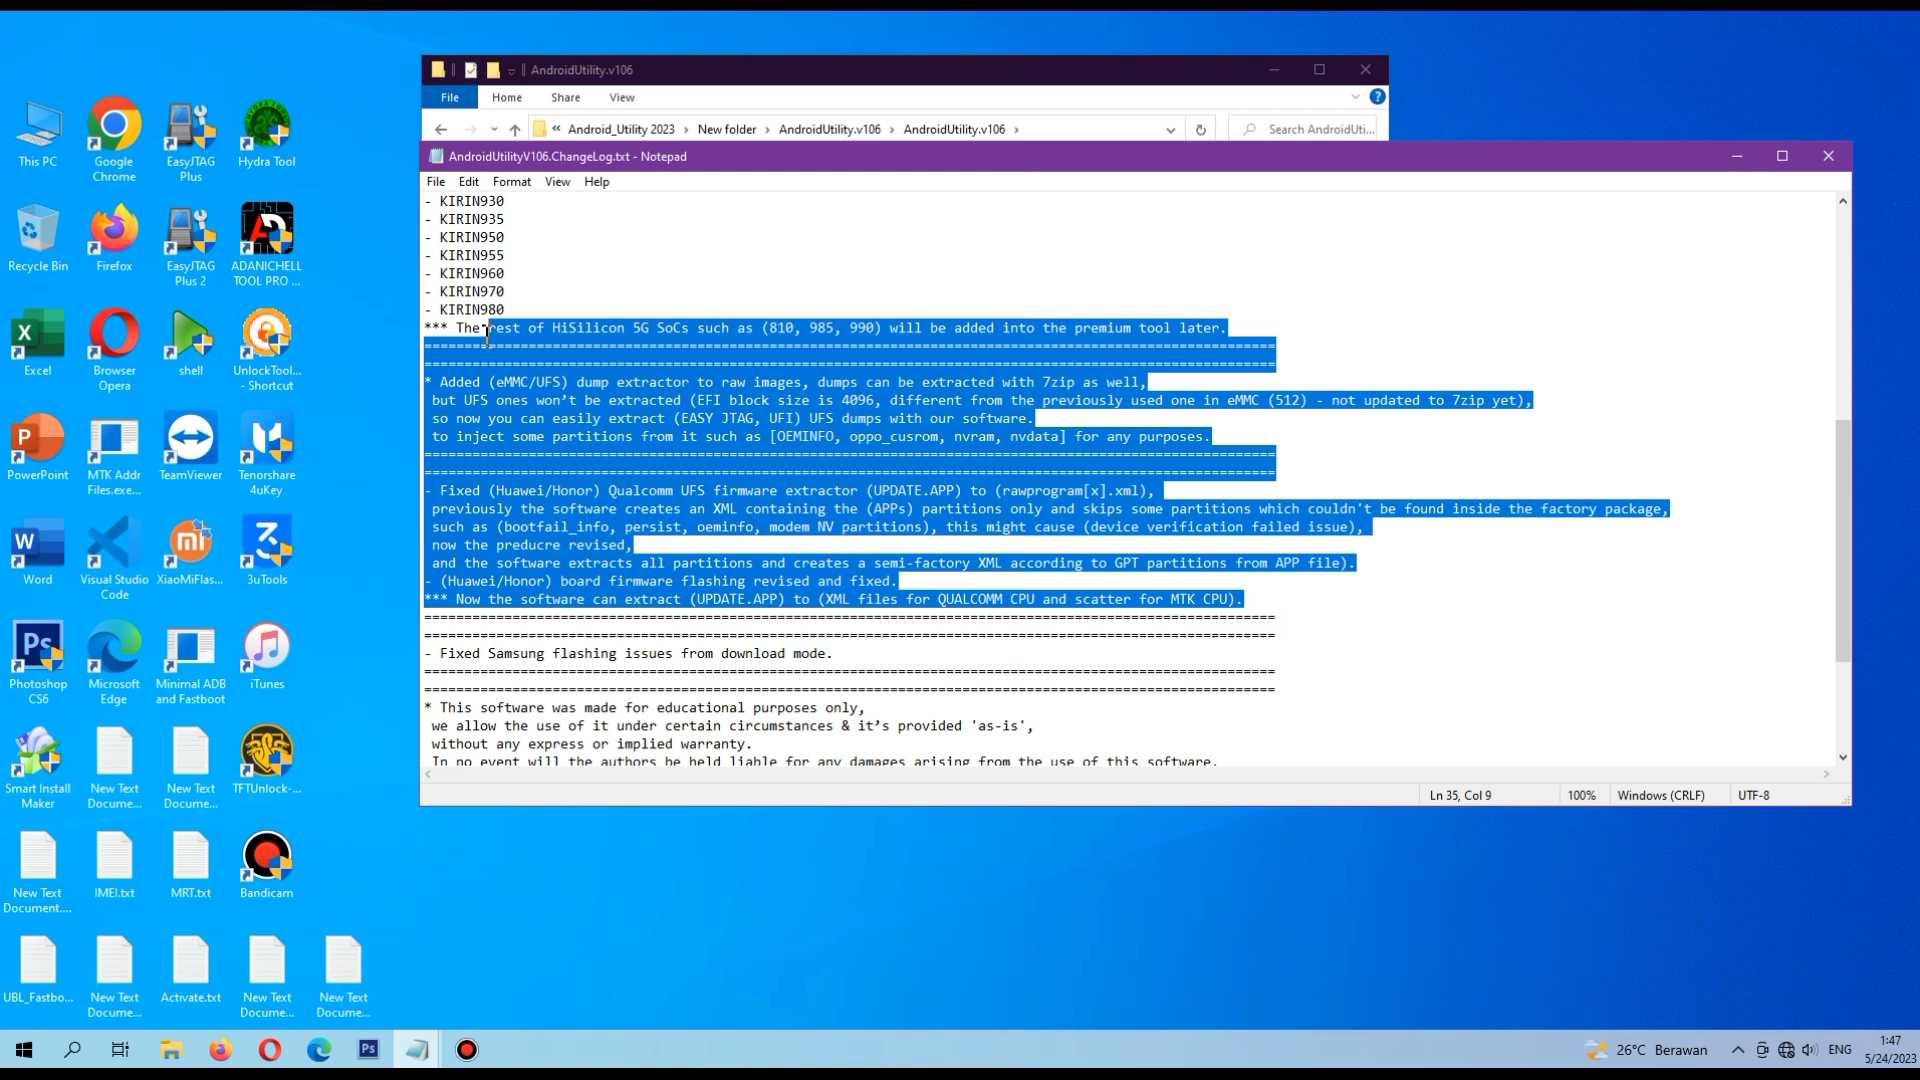 AndroidUtility.v106
File Home Share View
« Android_Utility 2023 › New folder › AndroidUtility.v106 › AndroidUtility.v106 › Search AndroidUti...
AndroidUtilityV106.ChangeLog.txt - Notepad
File Edit Format View Help
- KIRIN930
- KIRIN935
- KIRIN950
- KIRIN955
- KIRIN960
- KIRIN970
- KIRIN980
*** The rest of HiSilicon 5G SoCs such as (810, 985, 990) will be added into the premium tool later.
==========================================================================================================
==========================================================================================================
* Added (eMMC/UFS) dump extractor to raw images, dumps can be extracted with 7zip as well,
but UFS ones won’t be extracted (EFI block size is 4096, different from the previously used one in eMMC (512) - not updated to 7zip yet),
so now you can easily extract (EASY JTAG, UFI) UFS dumps with our software.
to inject some partitions from it such as [OEMINFO, oppo_cusrom, nvram, nvdata] for any purposes.
==========================================================================================================
==========================================================================================================
- Fixed (Huawei/Honor) Qualcomm UFS firmware extractor (UPDATE.APP) to (rawprogram[x].xml),
previously the software creates an XML containing the (APPs) partitions only and skips some partitions which couldn't be found inside the factory package,
such as (bootfail_info, persist, oeminfo, modem NV partitions), this might cause (device verification failed issue),
now the preducre revised,
and the software extracts all partitions and creates a semi-factory XML according to GPT partitions from APP file).
- (Huawei/Honor) board firmware flashing revised and fixed.
*** Now the software can extract (UPDATE.APP) to (XML files for QUALCOMM CPU and scatter for MTK CPU).
==========================================================================================================
==========================================================================================================
- Fixed Samsung flashing issues from download mode.
==========================================================================================================
==========================================================================================================
* This software was made for educational purposes only,
we allow the use of it under certain circumstances & it’s provided 'as-is',
without any express or implied warranty.
In no event will the authors be held liable for any damages arising from the use of this software.
Ln 35, Col 9 100% Windows (CRLF) UTF-8
This PC
Google
Chrome
EasyJTAG
Plus
Hydra Tool
Recycle Bin
Firefox
EasyJTAG
Plus 2
ADANICHELL
TOOL PRO ...
Excel
Browser
Opera
shell
UnlockTool...
- Shortcut
PowerPoint
MTK Addr
Files.exe...
TeamViewer
Tenorshare
4uKey
Word
Visual Studio
Code
XiaoMiFlas...
3uTools
Photoshop
CS6
Microsoft
Edge
Minimal ADB
and Fastboot
iTunes
Smart Install
Maker
New Text
Docume...
New Text
Docume...
TFTUnlock-...
New Text
Document....
IMEI.txt
MRT.txt
Bandicam
UBL_Fastbo...
New Text
Docume...
Activate.txt
New Text
Docume...
New Text
Docume...
26°C Berawan
ENG
1:47
5/24/2023